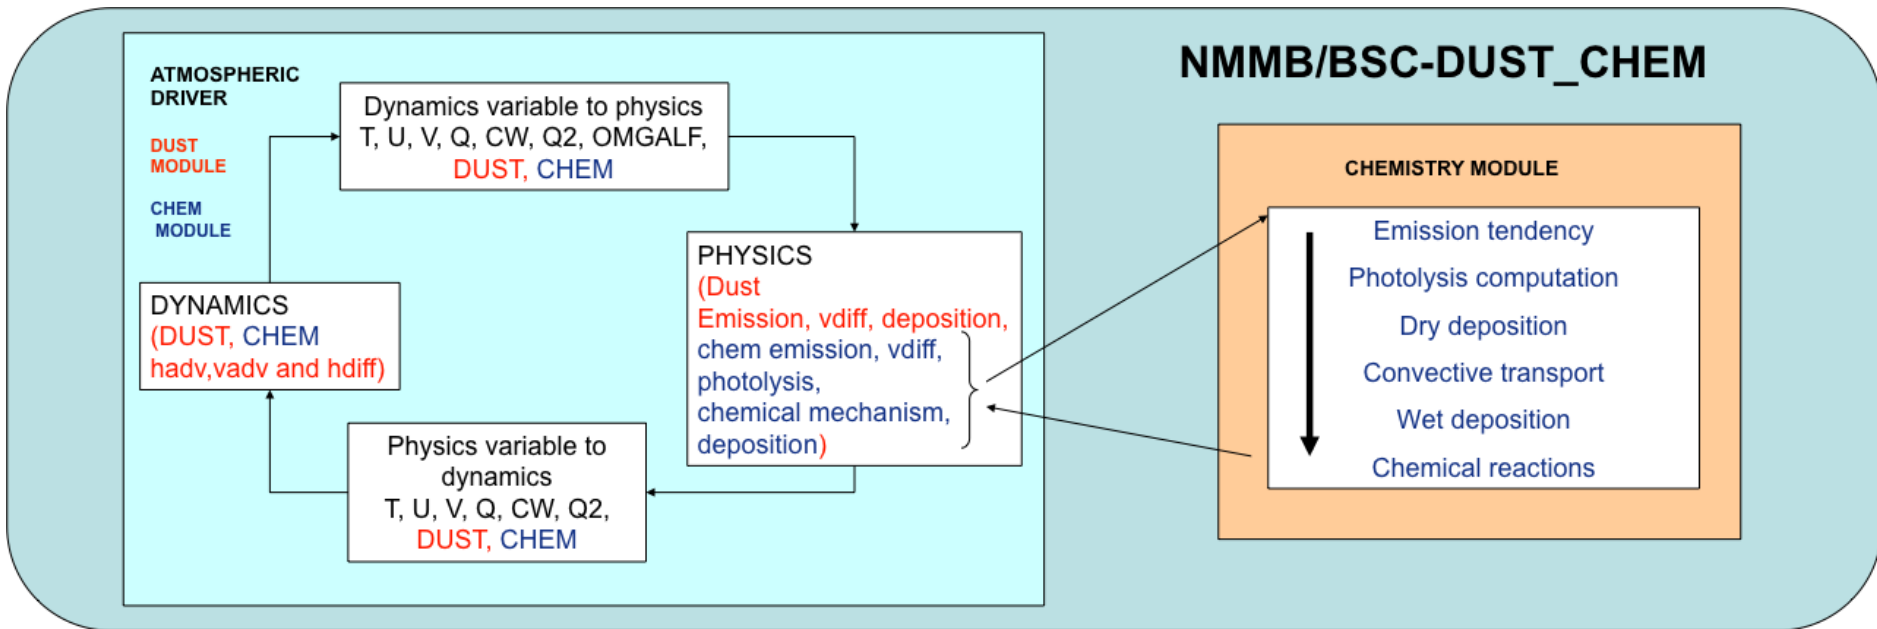 NMMB/BSC-DUST_CHEM
ATMOSPHERIC
DRIVER
DUST
MODULE
CHEM
MODULE
Dynamics variable to physics
T, U, V, Q, CW, Q2, OMGALF,
DUST, CHEM
PHYSICS
(Dust
Emission, vdiff, deposition,
chem emission, vdiff,
photolysis,
chemical mechanism,
deposition)
DYNAMICS
(DUST, CHEM
hadv,vadv and hdiff)
Physics variable to
dynamics
T, U, V, Q, CW, Q2,
DUST, CHEM
CHEMISTRY MODULE
Emission tendency
Photolysis computation
Dry deposition
Convective transport
Wet deposition
Chemical reactions